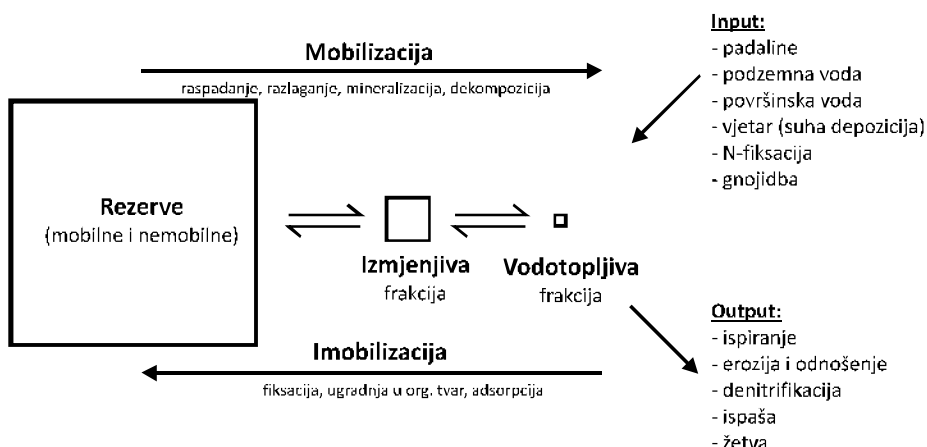 Mobilizacija
raspadanje, razlaganje, mineralizacija, dekompozicija
Input:
- padaline
- podzemna voda
- površinska voda
- vjetar (suha depozicija)
- N-fiksacija
- gnojidba
Rezerve
(mobilne i nemobilne)
Izmjenjiva
frakcija
Vodotopljiva
frakcija
Imobilizacija
fiksacija, ugradnja u org. tvar, adsorpcija
Output:
- ispiranje
- erozija i odnošenje
- denitrifikacija
- ispaša
- žetva